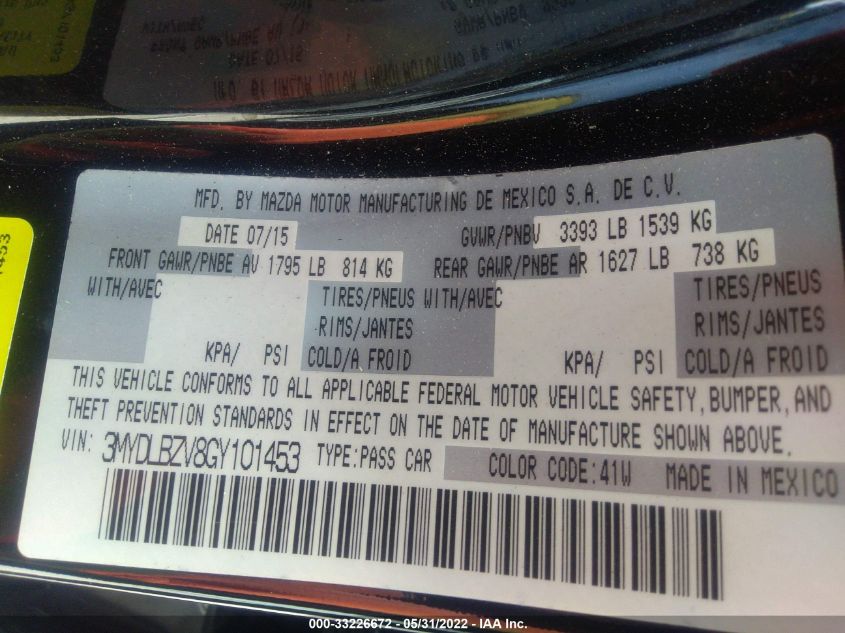 MFD. BY MAZDA MOTOR MANUFACTURING DE MEXICO S.A. DE C.V.
DATE 07/15 GVWR/PNBV 3393 LB 1539 KG
FRONT GAWR/PNBE AV 1795 LB 814 KG REAR GAWR/PNBE AR 1627 LB 738 KG
WITH/AVEC TIRES/PNEUS WITH/AVEC TIRES/PNEUS
RIMS/JANTES RIMS/JANTES
KPA/ PSI COLD/A FROID KPA/ PSI COLD/A FROID
THIS VEHICLE CONFORMS TO ALL APPLICABLE FEDERAL MOTOR VEHICLE SAFETY, BUMPER, AND
THEFT PREVENTION STANDARDS IN EFFECT ON THE DATE OF MANUFACTURE SHOWN ABOVE.
VIN: 3MYDLBZV8GY101453 TYPE:PASS CAR COLOR CODE:41W MADE IN MEXICO
000-33226672 - 05/31/2022 - IAA Inc.